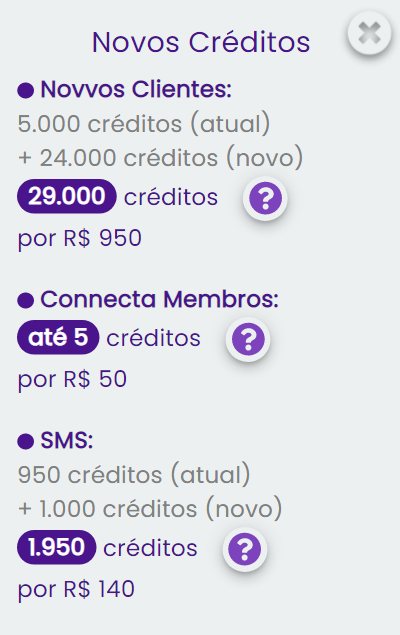 Novos Créditos
Novvos Clientes:
5.000 créditos (atual)
+ 24.000 créditos (novo)
29.000 créditos ?
por R$ 950
Connecta Membros:
até 5 créditos ?
por R$ 50
SMS:
950 créditos (atual)
+ 1.000 créditos (novo)
1.950 créditos ?
por R$ 140